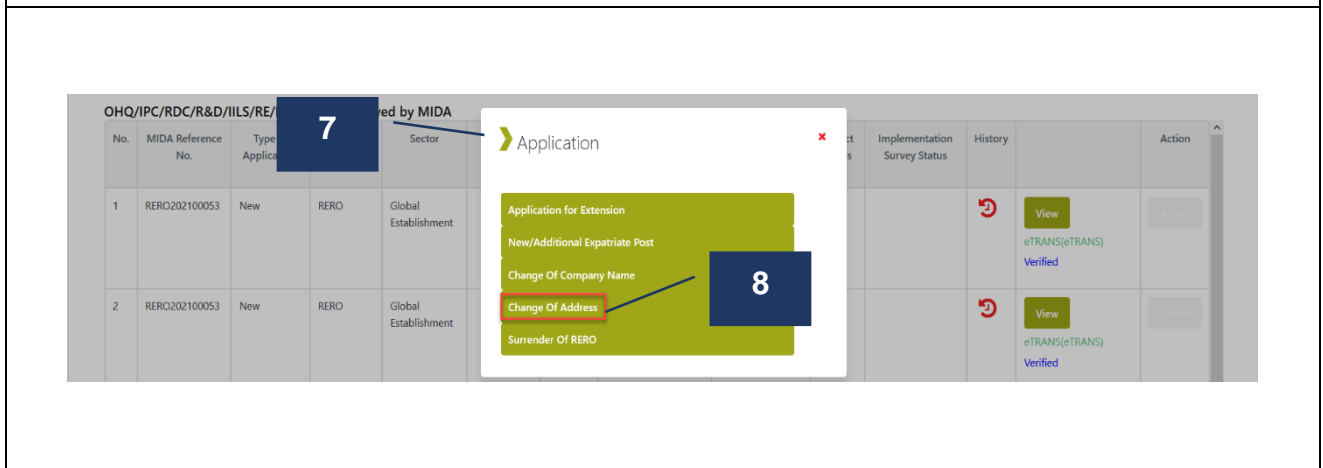 OHQ/IPC/RDC/R&D/IILS/RE/
ved by MIDA
7
No.
MIDA Reference
No.
Type
Applica
Sector
ct
s
Implementation
Survey Status
History
Action
Application
1
RERO202100053
New
RERO
Global
Establishment
View
eTRANS(eTRANS)
Verified
Action
Application for Extension
New/Additional Expatriate Post
Change Of Company Name
8
Change Of Address
Surrender Of RERO
2
RERO202100053
New
RERO
Global
Establishment
View
eTRANS(eTRANS)
Verified
Action